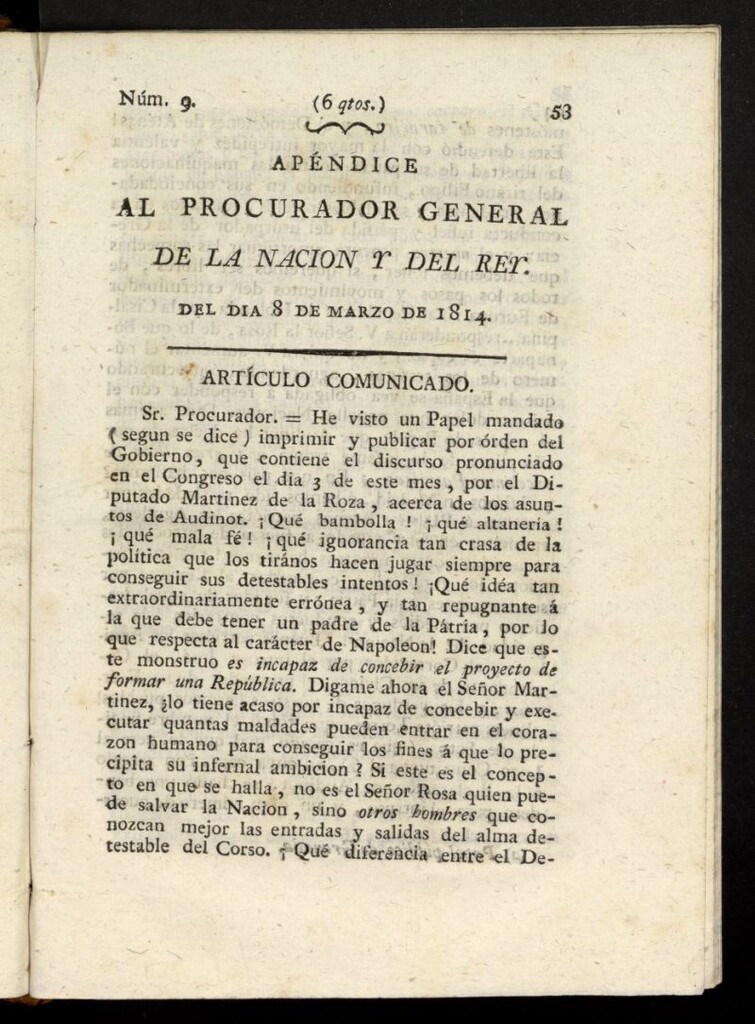 Núm. 9. (6 qtos.) 53
APÉNDICE
AL PROCURADOR GENERAL
DE LA NACION Y DEL REY.
DEL DIA 8 DE MARZO DE 1814.
ARTÍCULO COMUNICADO.
Sr. Procurador. = He visto un Papel mandado
( segun se dice ) imprimir y publicar por órden del
Gobierno, que contiene el discurso pronunciado
en el Congreso el dia 3 de este mes, por el Di-
putado Martinez de la Roza, acerca de los asun-
tos de Audinot. ¡Qué bambolla! ¡qué altanería!
¡qué mala fé! ¡qué ignorancia tan crasa de la
política que los tirános hacen jugar siempre para
conseguir sus detestables intentos! ¡Qué idéa tan
extraordinariamente errónea, y tan repugnante á
la que debe tener un padre de la Pátria, por lo
que respecta al carácter de Napoleon! Dice que es-
te monstruo es incapaz de concebir el proyecto de
formar una República. Digame ahora el Señor Mar-
tinez, ¿lo tiene acaso por incapaz de concebir y exe-
cutar quantas maldades pueden entrar en el cora-
zon humano para conseguir los fines á que lo pre-
cipita su infernal ambicion? Si este es el concep-
to en que se halla, no es el Señor Rosa quien pue-
de salvar la Nacion, sino otros hombres que co-
nozcan mejor las entradas y salidas del alma de-
testable del Corso. ¡Qué diferencia entre el De-